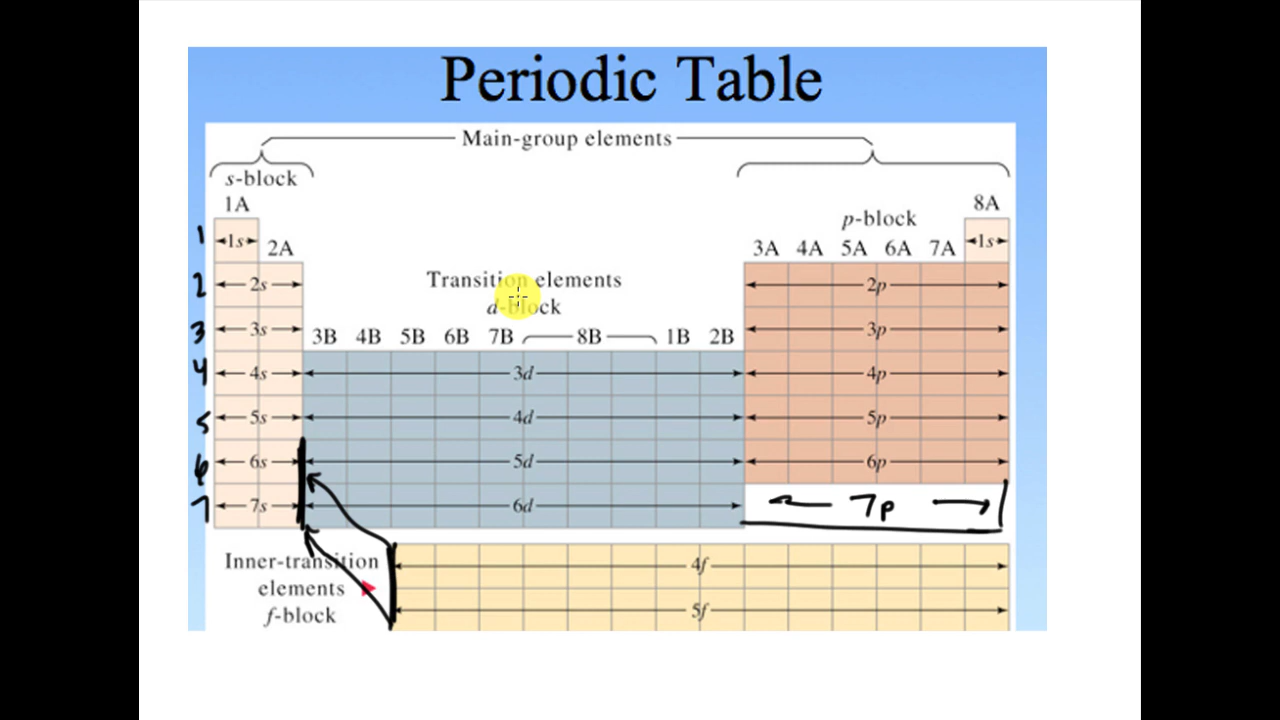 Periodic Table
Main-group elements
s-block
1A
8A
p-block
2A
3A 4A 5A 6A 7A
1 1s 1s
Transition elements
d-block
2 2s 2p
3 3s 3p
3B 4B 5B 6B 7B 8B 1B 2B
4 4s 3d 4p
5 5s 4d 5p
6 6s 5d 6p
7 7s 6d 7p
Inner-transition
elements
f-block
4f
5f